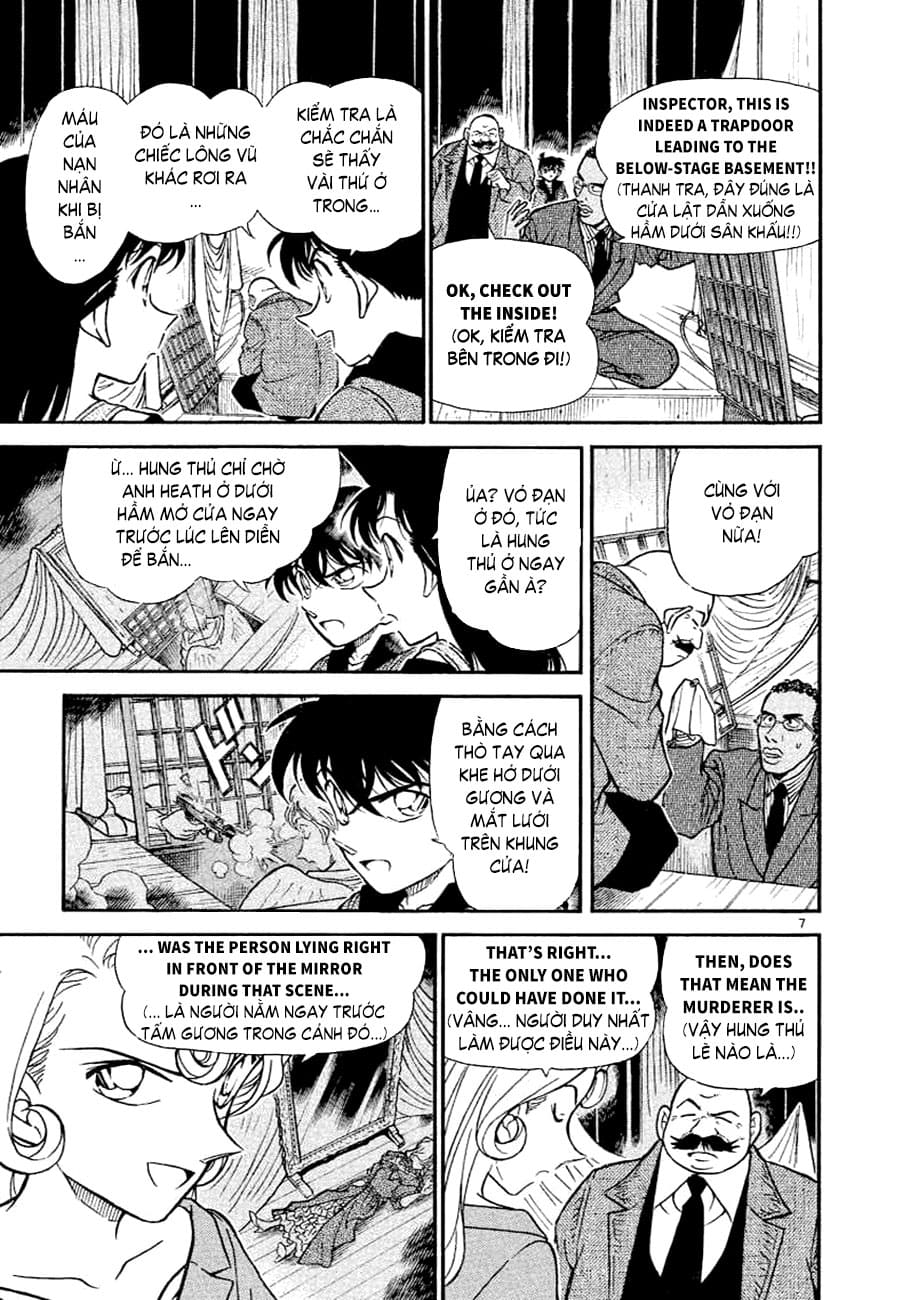 INSPECTOR, THIS IS
INDEED A TRAPDOOR
LEADING TO THE
BELOW-STAGE BASEMENT!!
(THANH TRA, ĐÂY ĐÚNG LÀ
CỬA LẬT DẪN XUỐNG
HẦM DƯỚI SÂN KHẤU!!)
OK, CHECK OUT
THE INSIDE!
(OK, KIỂM TRA
BÊN TRONG ĐI!)
KIỂM TRA LÀ
CHẮC CHẮN
SẼ THẤY
VÀI THỨ Ở
TRONG...
ĐÓ LÀ NHỮNG
CHIẾC LÔNG VŨ
KHÁC RƠI RA
...
MÁU
CỦA
NẠN
NHÂN
KHI BỊ
BẮN
...
CÙNG VỚI
VỎ ĐẠN
NỮA!
ỦA? VỎ ĐẠN
Ở ĐÓ, TỨC
LÀ HUNG
THỦ Ở NGAY
GẦN À?
Ừ... HUNG THỦ CHỈ CHỜ
ANH HEATH Ở DƯỚI
HẦM MỞ CỬA NGAY
TRƯỚC LÚC LÊN DIỄN
ĐỂ BẮN...
BẰNG CÁCH
THÒ TAY QUA
KHE HỞ DƯỚI
GƯƠNG VÀ
MẮT LƯỚI
TRÊN KHUNG
CỬA!
ドン
7
THEN, DOES
THAT MEAN THE
MURDERER IS..
(VẬY HUNG THỦ
LẼ NÀO LÀ...)
THAT'S RIGHT...
THE ONLY ONE WHO
COULD HAVE DONE IT...
(VÂNG... NGƯỜI DUY NHẤT
LÀM ĐƯỢC ĐIỀU NÀY...)
... WAS THE PERSON LYING RIGHT
IN FRONT OF THE MIRROR
DURING THAT SCENE...
(... LÀ NGƯỜI NẰM NGAY TRƯỚC
TẤM GƯƠNG TRONG CẢNH ĐÓ...)